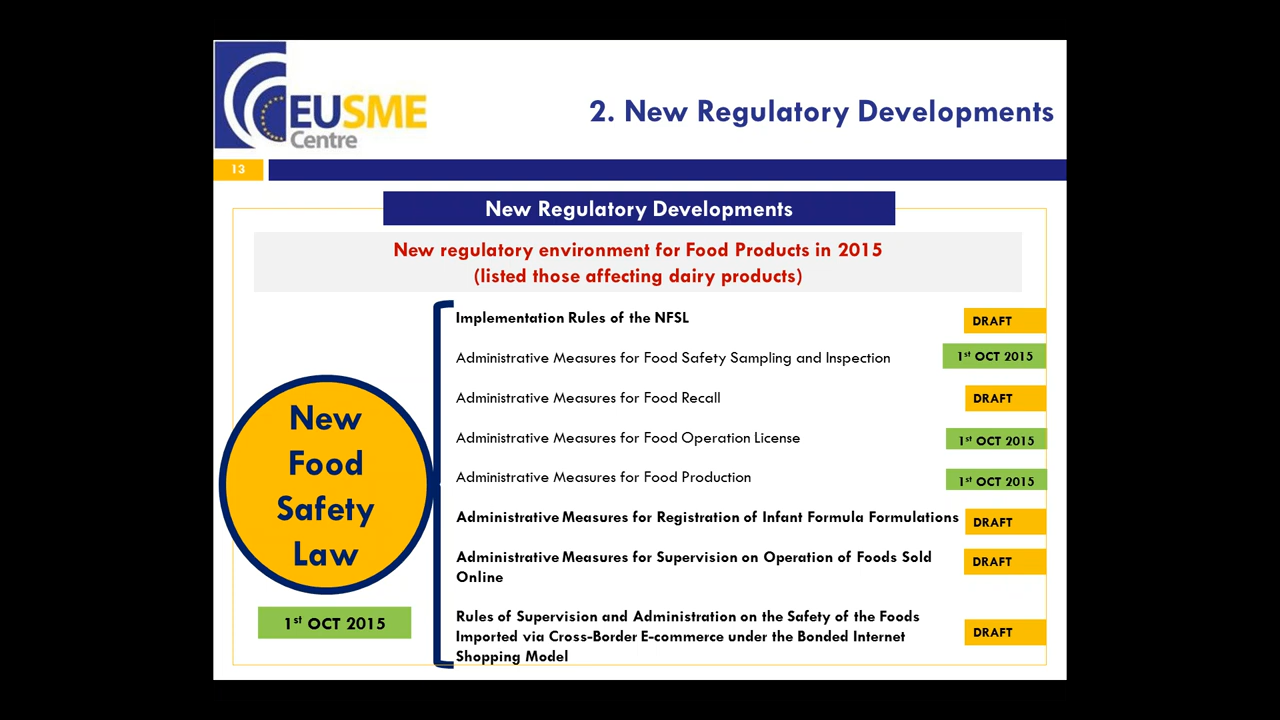 EUSME
Centre
2. New Regulatory Developments
13
New Regulatory Developments
New regulatory environment for Food Products in 2015
(listed those affecting dairy products)
New
Food
Safety
Law
1st OCT 2015
Implementation Rules of the NFSL
DRAFT
Administrative Measures for Food Safety Sampling and Inspection
1st OCT 2015
Administrative Measures for Food Recall
DRAFT
Administrative Measures for Food Operation License
1st OCT 2015
Administrative Measures for Food Production
1st OCT 2015
Administrative Measures for Registration of Infant Formula Formulations
DRAFT
Administrative Measures for Supervision on Operation of Foods Sold
Online
DRAFT
Rules of Supervision and Administration on the Safety of the Foods
Imported via Cross-Border E-commerce under the Bonded Internet
Shopping Model
DRAFT